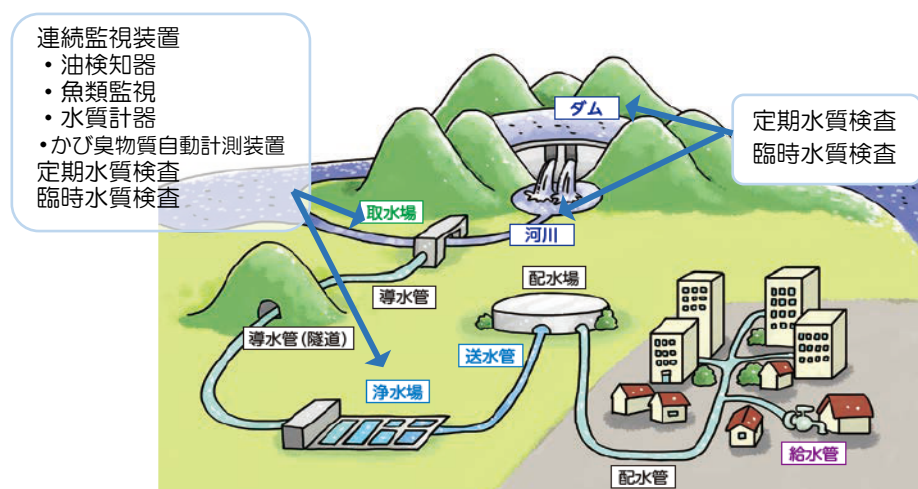 連続監視装置
・油検知器
・魚類監視
・水質計器
・かび臭物質自動計測装置
定期水質検査
臨時水質検査
ダム
定期水質検査
臨時水質検査
取水場
河川
導水管
配水場
導水管(隧道)
送水管
浄水場
配水管
給水管